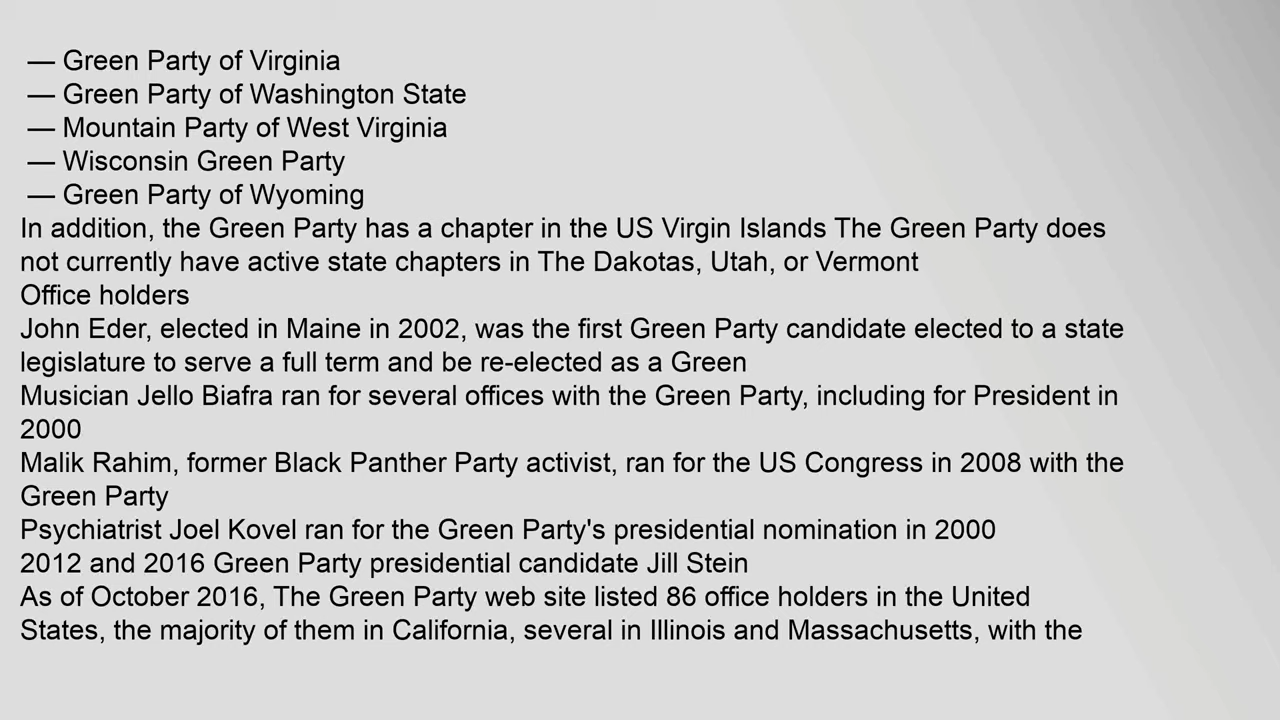 — Green Party of Virginia
— Green Party of Washington State
— Mountain Party of West Virginia
— Wisconsin Green Party
— Green Party of Wyoming
In addition, the Green Party has a chapter in the US Virgin Islands The Green Party does
not currently have active state chapters in The Dakotas, Utah, or Vermont
Office holders
John Eder, elected in Maine in 2002, was the first Green Party candidate elected to a state
legislature to serve a full term and be re-elected as a Green
Musician Jello Biafra ran for several offices with the Green Party, including for President in
2000
Malik Rahim, former Black Panther Party activist, ran for the US Congress in 2008 with the
Green Party
Psychiatrist Joel Kovel ran for the Green Party's presidential nomination in 2000
2012 and 2016 Green Party presidential candidate Jill Stein
As of October 2016, The Green Party web site listed 86 office holders in the United
States, the majority of them in California, several in Illinois and Massachusetts, with the